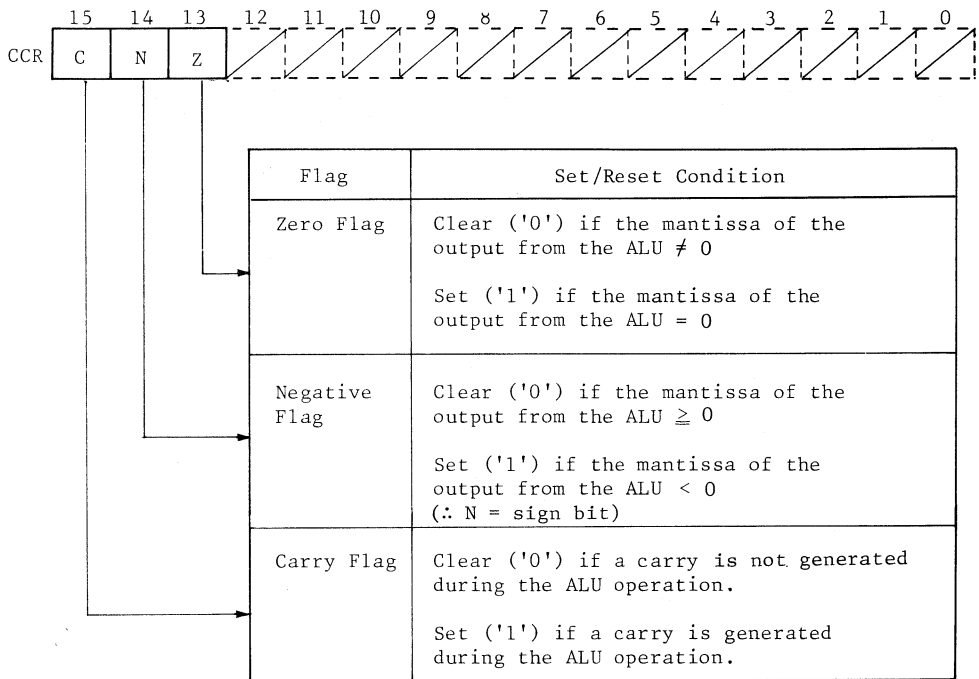 15 14 13 12 11 10 9 8 7 6 5 4 3 2 1 0
CCR C N Z
Flag Set/Reset Condition
Zero Flag Clear ('0') if the mantissa of the
output from the ALU ≠ 0
Set ('1') if the mantissa of the
output from the ALU = 0
Negative Clear ('0') if the mantissa of the
Flag output from the ALU ≧ 0
Set ('1') if the mantissa of the
output from the ALU < 0
(∴ N = sign bit)
Carry Flag Clear ('0') if a carry is not generated
during the ALU operation.
Set ('1') if a carry is generated
during the ALU operation.